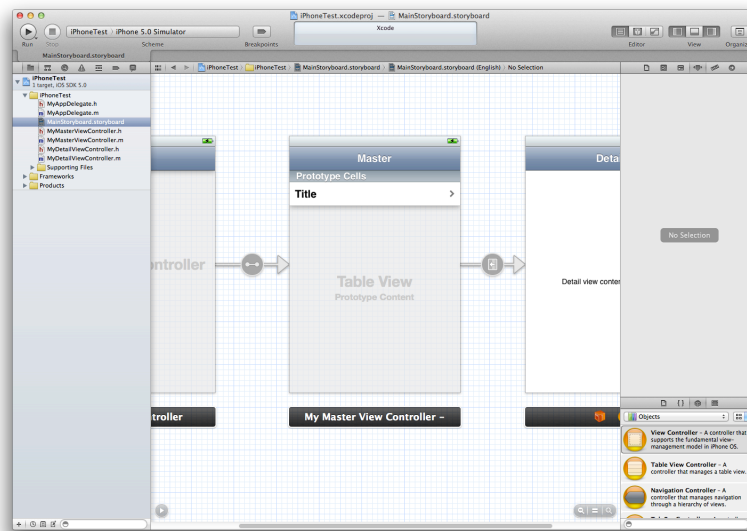 iPhoneTest.xcodeproj — MainStoryboard.storyboard
iPhoneTest iPhone 5.0 Simulator
Xcode
Run Stop Scheme Breakpoints Editor View Organiz
MainStoryboard.storyboard
iPhoneTest iPhoneTest MainStoryboard.storyboard MainStoryboard.storyboard (English) No Selection
iPhoneTest
1 target, iOS SDK 5.0
iPhoneTest
MyAppDelegate.h
MyAppDelegate.m
MainStoryboard.storyboard
MyMasterViewController.h
MyMasterViewController.m
MyDetailViewController.h
MyDetailViewController.m
Supporting Files
Frameworks
Products
Master
Prototype Cells
Title
Table View
Prototype Content
ontroller
Deta
Detail view conten
troller
My Master View Controller –
No Selection
Objects
View Controller – A controller that
supports the fundamental view-
management model in iPhone OS.
Table View Controller – A
controller that manages a table view.
Navigation Controller – A
controller that manages navigation
through a hierarchy of views.